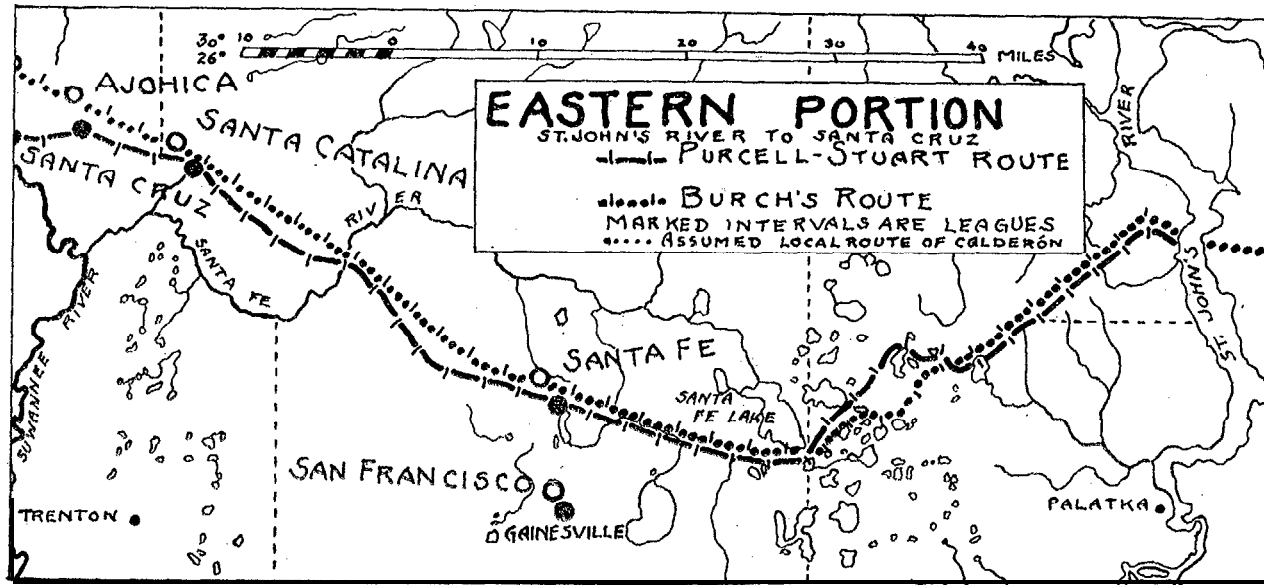 30° 10 0 10 20 30 40 MILES
26°
EASTERN PORTION
ST. JOHN'S RIVER TO SANTA CRUZ
PURCELL-STUART ROUTE
BURCH'S ROUTE
MARKED INTERVALS ARE LEAGUES
ASSUMED LOCAL ROUTE OF CALDERÓN
AJOHICA
SANTA CATALINA
SANTA CRUZ
RIVER
SANTA FE
RIVER
SUWANNEE
RIVER
ST. JOHN'S
SANTA FE
SANTA
FE LAKE
SAN FRANCISCO
GAINESVILLE
TRENTON
PALATKA